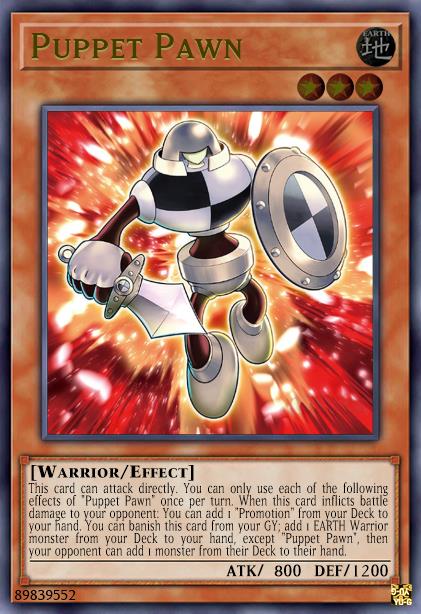 PUPPET PAWN
EARTH
地
[WARRIOR/EFFECT]
This card can attack directly. You can only use each of the following
effects of "Puppet Pawn" once per turn. When this card inflicts battle
damage to your opponent: You can add 1 "Promotion" from your Deck to
your hand. You can banish this card from your GY; add 1 EARTH Warrior
monster from your Deck to your hand, except "Puppet Pawn", then
your opponent can add 1 monster from their Deck to their hand.
ATK/ 800 DEF/1200
89839552